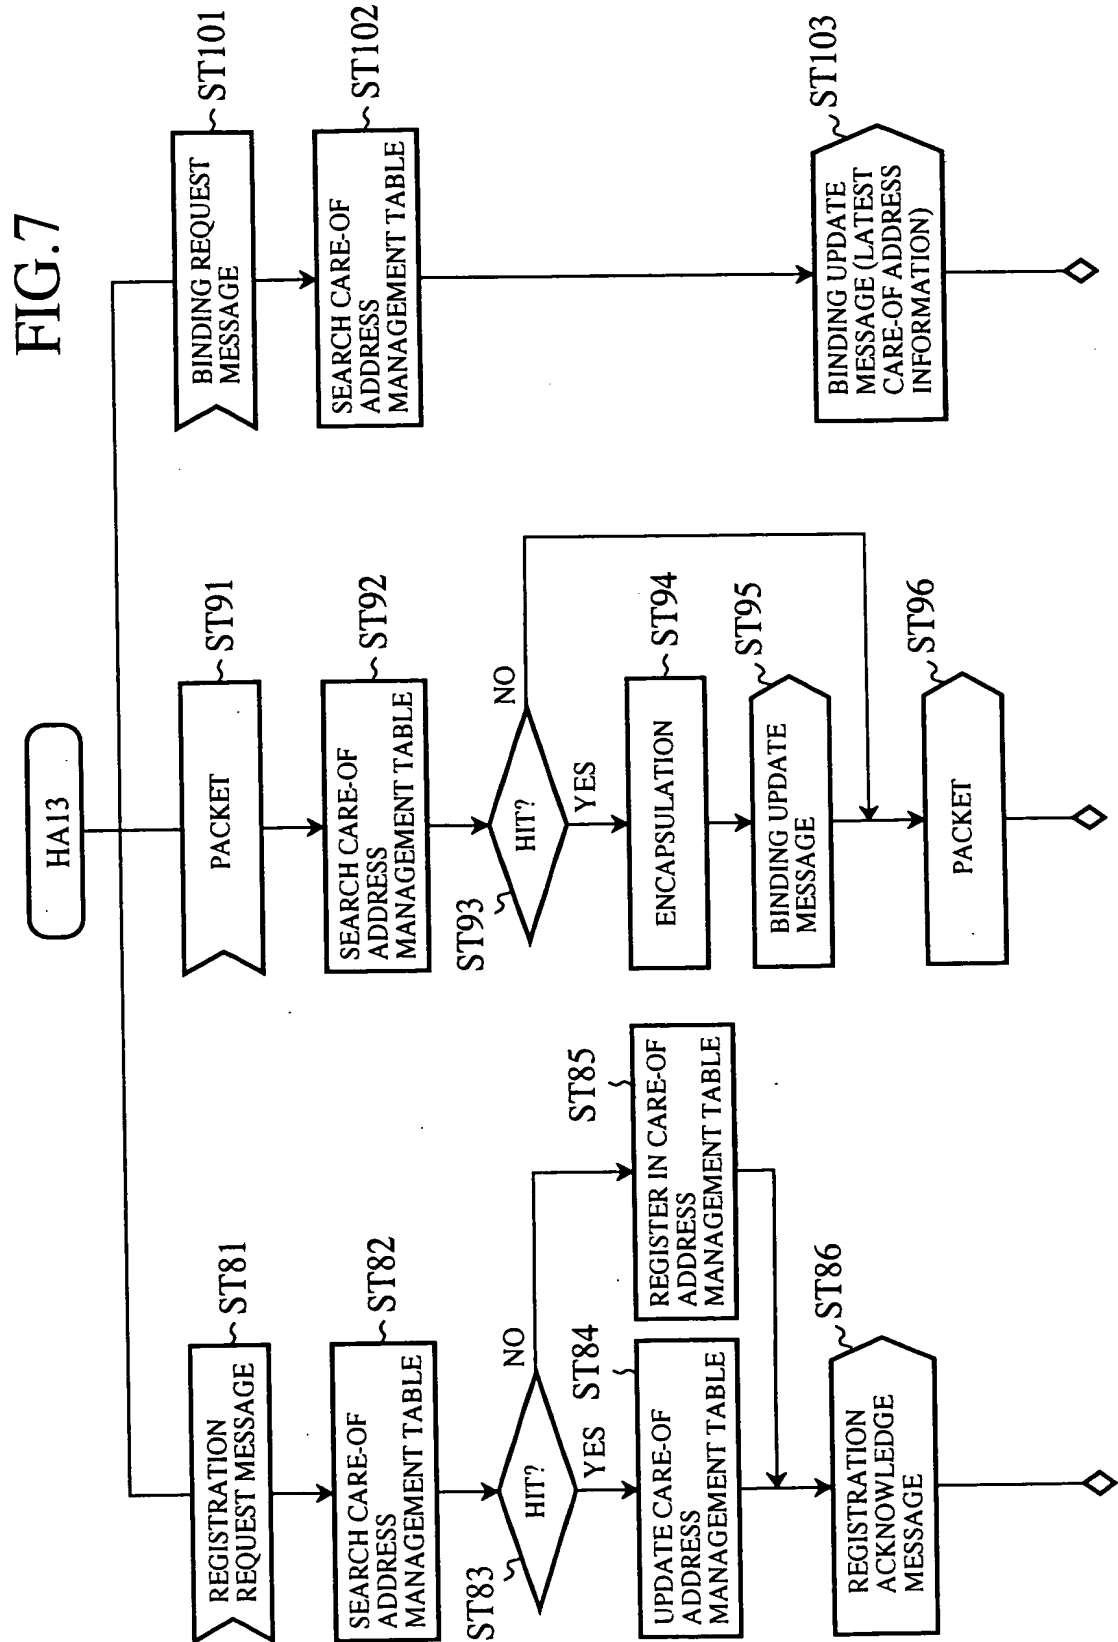 FIG.7
HA13
REGISTRATION
REQUEST MESSAGE
ST81
SEARCH CARE-OF
ADDRESS
MANAGEMENT TABLE
ST82
HIT?
ST83
NO
YES
UPDATE CARE-OF
ADDRESS
MANAGEMENT TABLE
ST84
REGISTER IN CARE-OF
ADDRESS
MANAGEMENT TABLE
ST85
REGISTRATION
ACKNOWLEDGE
MESSAGE
ST86
PACKET
ST91
SEARCH CARE-OF
ADDRESS
MANAGEMENT TABLE
ST92
HIT?
ST93
NO
YES
ENCAPSULATION
ST94
BINDING UPDATE
MESSAGE
ST95
PACKET
ST96
BINDING REQUEST
MESSAGE
ST101
SEARCH CARE-OF
ADDRESS
MANAGEMENT TABLE
ST102
BINDING UPDATE
MESSAGE (LATEST
CARE-OF ADDRESS
INFORMATION)
ST103